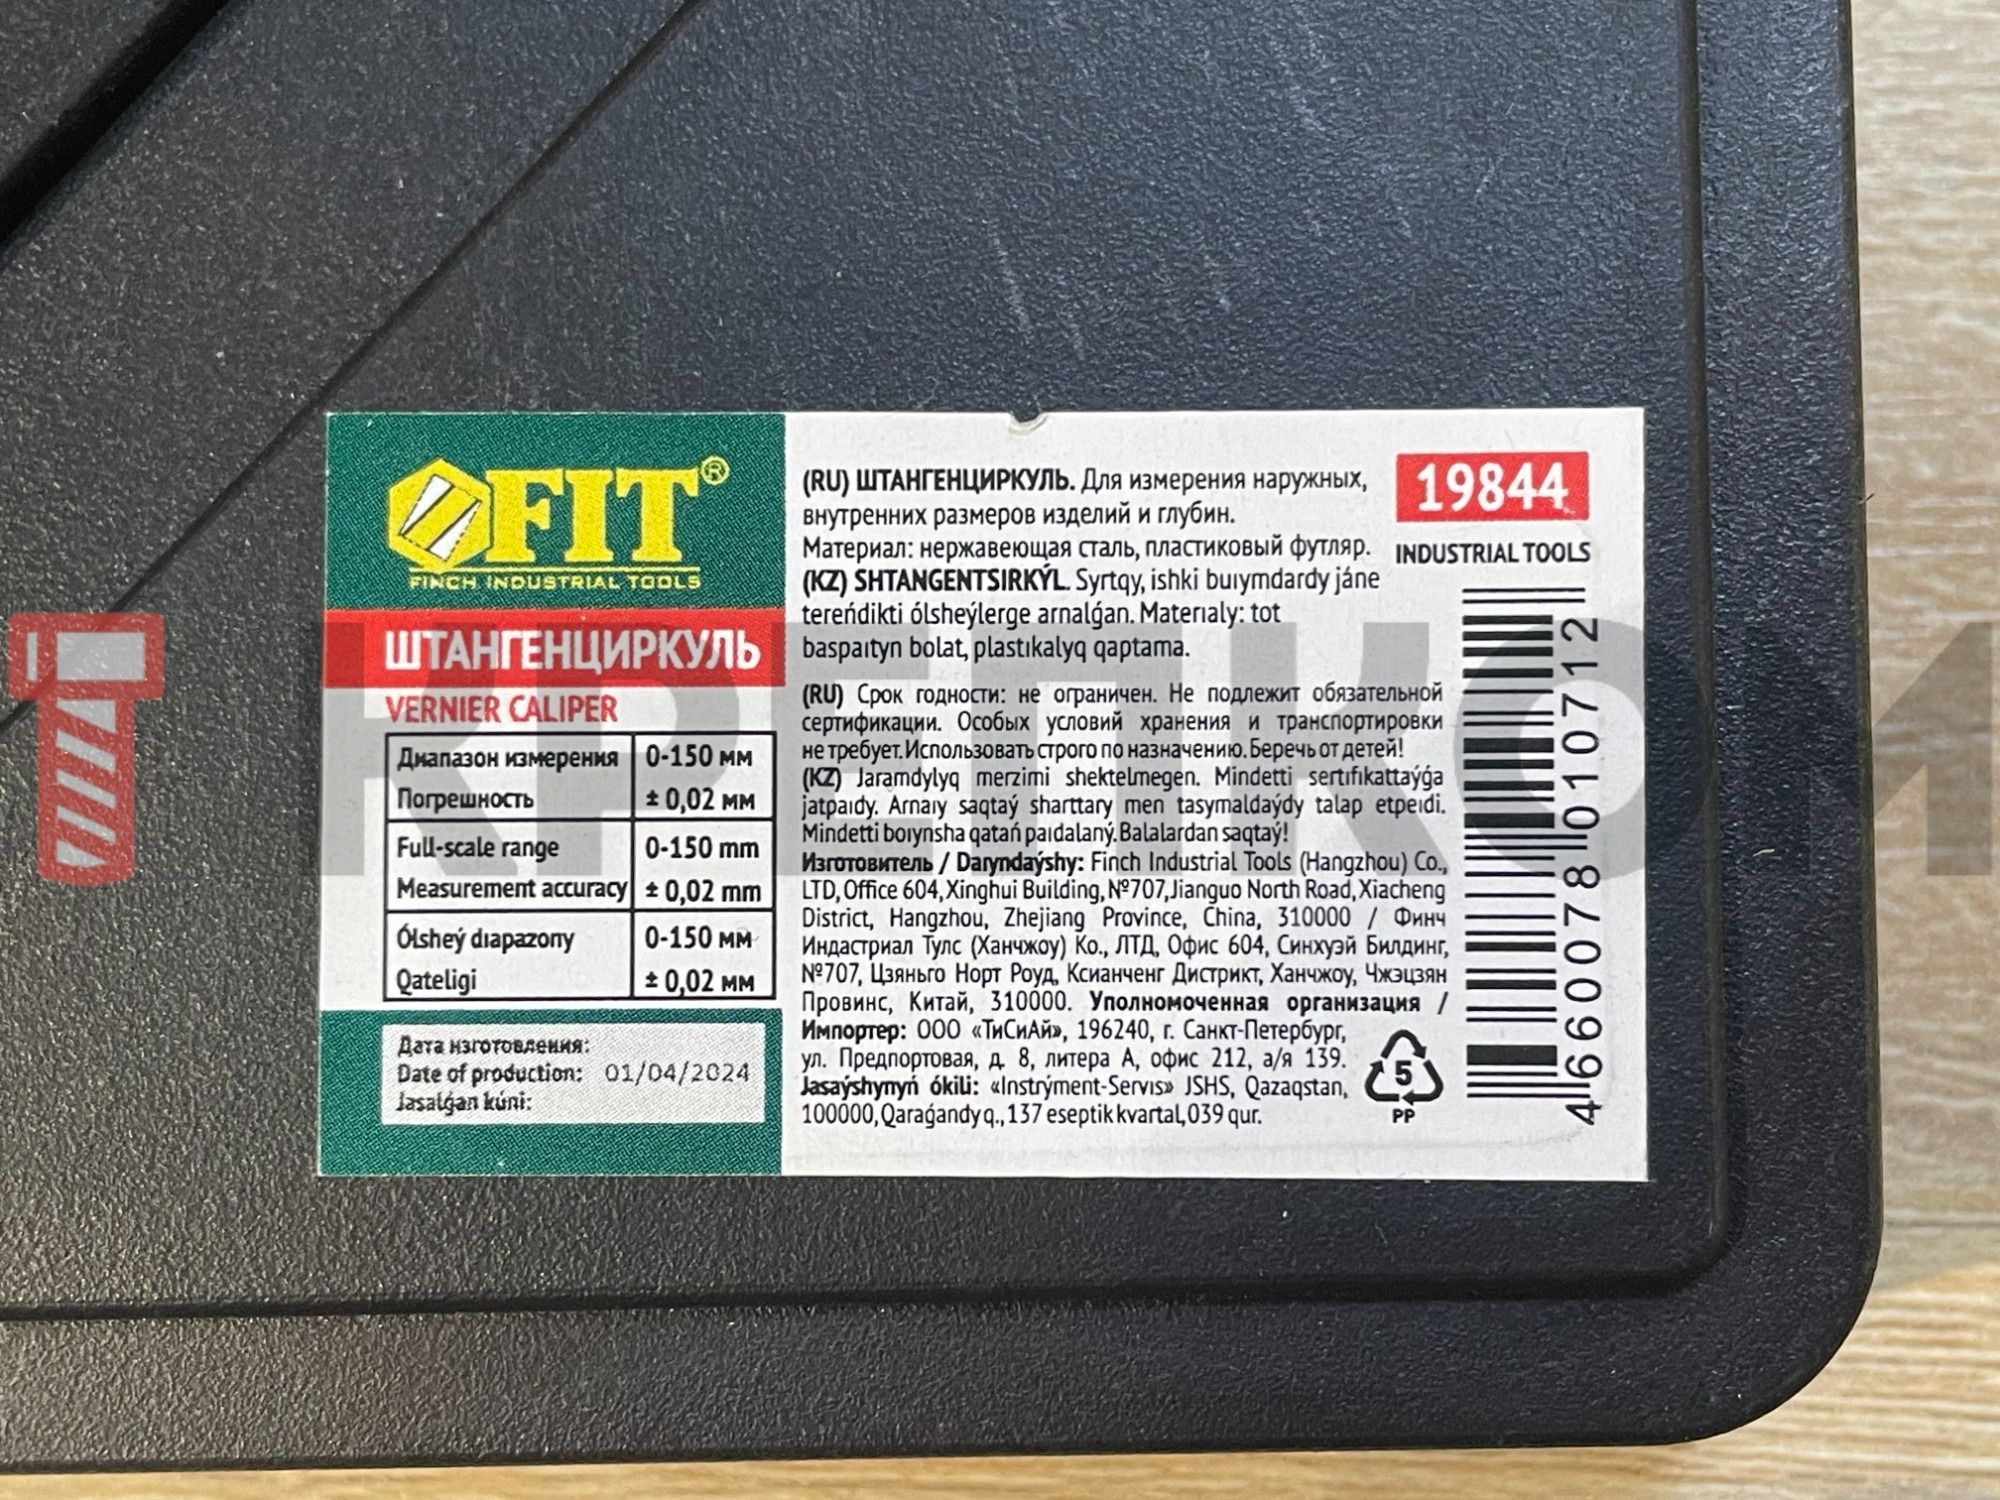 FIT®
FINCH INDUSTRIAL TOOLS
ШТАНГЕНЦИРКУЛЬ
VERNIER CALIPER
Диапазон измерения 0-150 мм
Погрешность ± 0,02 мм
Full-scale range 0-150 mm
Measurement accuracy ± 0,02 mm
Ólsheý dıapazony 0-150 мм
Qateligi ± 0,02 мм
Дата изготовления:
Date of production: 01/04/2024
Jasalǵan kúni:
(RU) ШТАНГЕНЦИРКУЛЬ. Для измерения наружных,
внутренних размеров изделий и глубин.
Материал: нержавеющая сталь, пластиковый футляр.
(KZ) SHTANGENTSIRKÝL. Syrtqy, ishki buıymdardy jáne
tereńdikti ólsheýlerge arnalǵan. Materıaly: tot
baspaıtyn bolat, plastıkalyq qaptama.
(RU) Срок годности: не ограничен. Не подлежит обязательной
сертификации. Особых условий хранения и транспортировки
не требует. Использовать строго по назначению. Беречь от детей!
(KZ) Jaramdylyq merzimi shektelmegen. Mindetti sertıfıkattaýǵa
jatpaıdy. Arnaıy saqtaý sharttary men tasymaldaýdy talap etpeıdi.
Mindetti boıynsha qatań paıdalaný. Balalardan saqtaý!
Изготовитель / Daryndaýshy: Finch Industrial Tools (Hangzhou) Co.,
LTD, Office 604, Xinghui Building, №707, Jianguo North Road, Xiacheng
District, Hangzhou, Zhejiang Province, China, 310000 / Финч
Индастриал Тулс (Ханчжоу) Ко., ЛТД, Офис 604, Синхуэй Билдинг,
№707, Цзяньго Норт Роуд, Ксианченг Дистрикт, Ханчжоу, Чжэцзян
Провинс, Китай, 310000. Уполномоченная организация /
Импортер: ООО «ТиСиАй», 196240, г. Санкт-Петербург,
ул. Предпортовая, д. 8, литера А, офис 212, а/я 139.
Jasaýshynyń ókili: «Instrýment-Servıs» JSHS, Qazaqstan,
100000, Qaraǵandy q., 137 eseptik kvartal, 039 qur.
19844
INDUSTRIAL TOOLS
4 660078 010712
5
PP
КРЕПКОМ